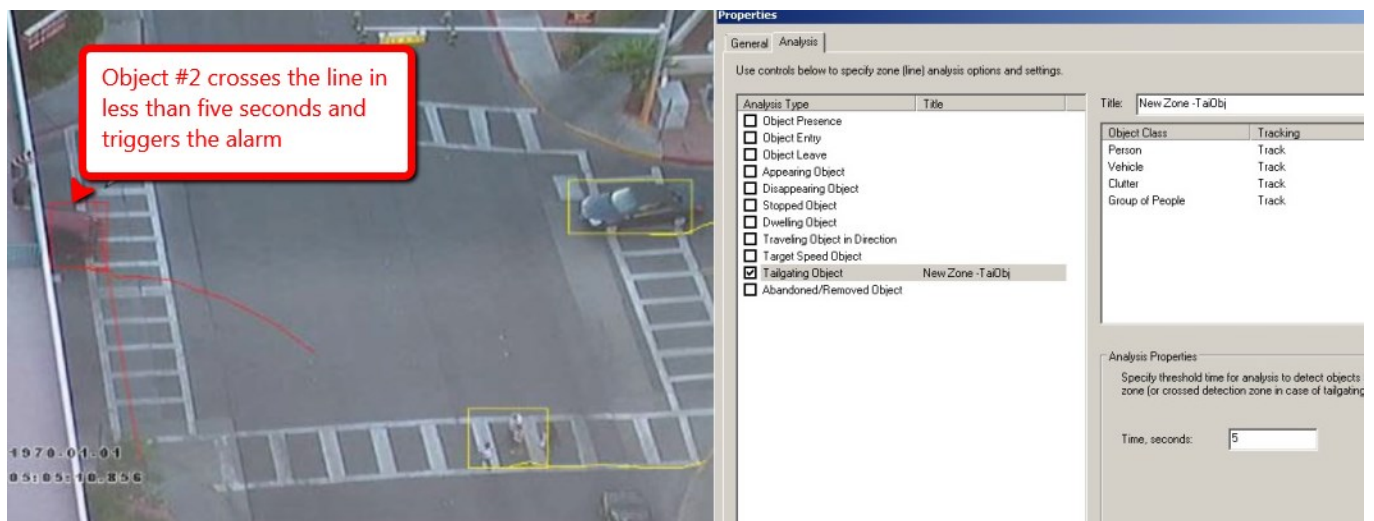 Object #2 crosses the line in
less than five seconds and
triggers the alarm
1970.01.01
05:05:10.856
Properties
General
Analysis
Use controls below to specify zone (line) analysis options and settings.
Analysis Type
Title
Object Presence
Object Entry
Object Leave
Appearing Object
Disappearing Object
Stopped Object
Dwelling Object
Traveling Object in Direction
Target Speed Object
Tailgating Object
New Zone -TaiObj
Abandoned/Removed Object
Title:
New Zone -TaiObj
Object Class
Tracking
Person
Track
Vehicle
Track
Clutter
Track
Group of People
Track
Analysis Properties
Specify threshold time for analysis to detect objects
zone (or crossed detection zone in case of tailgating
Time, seconds:
5